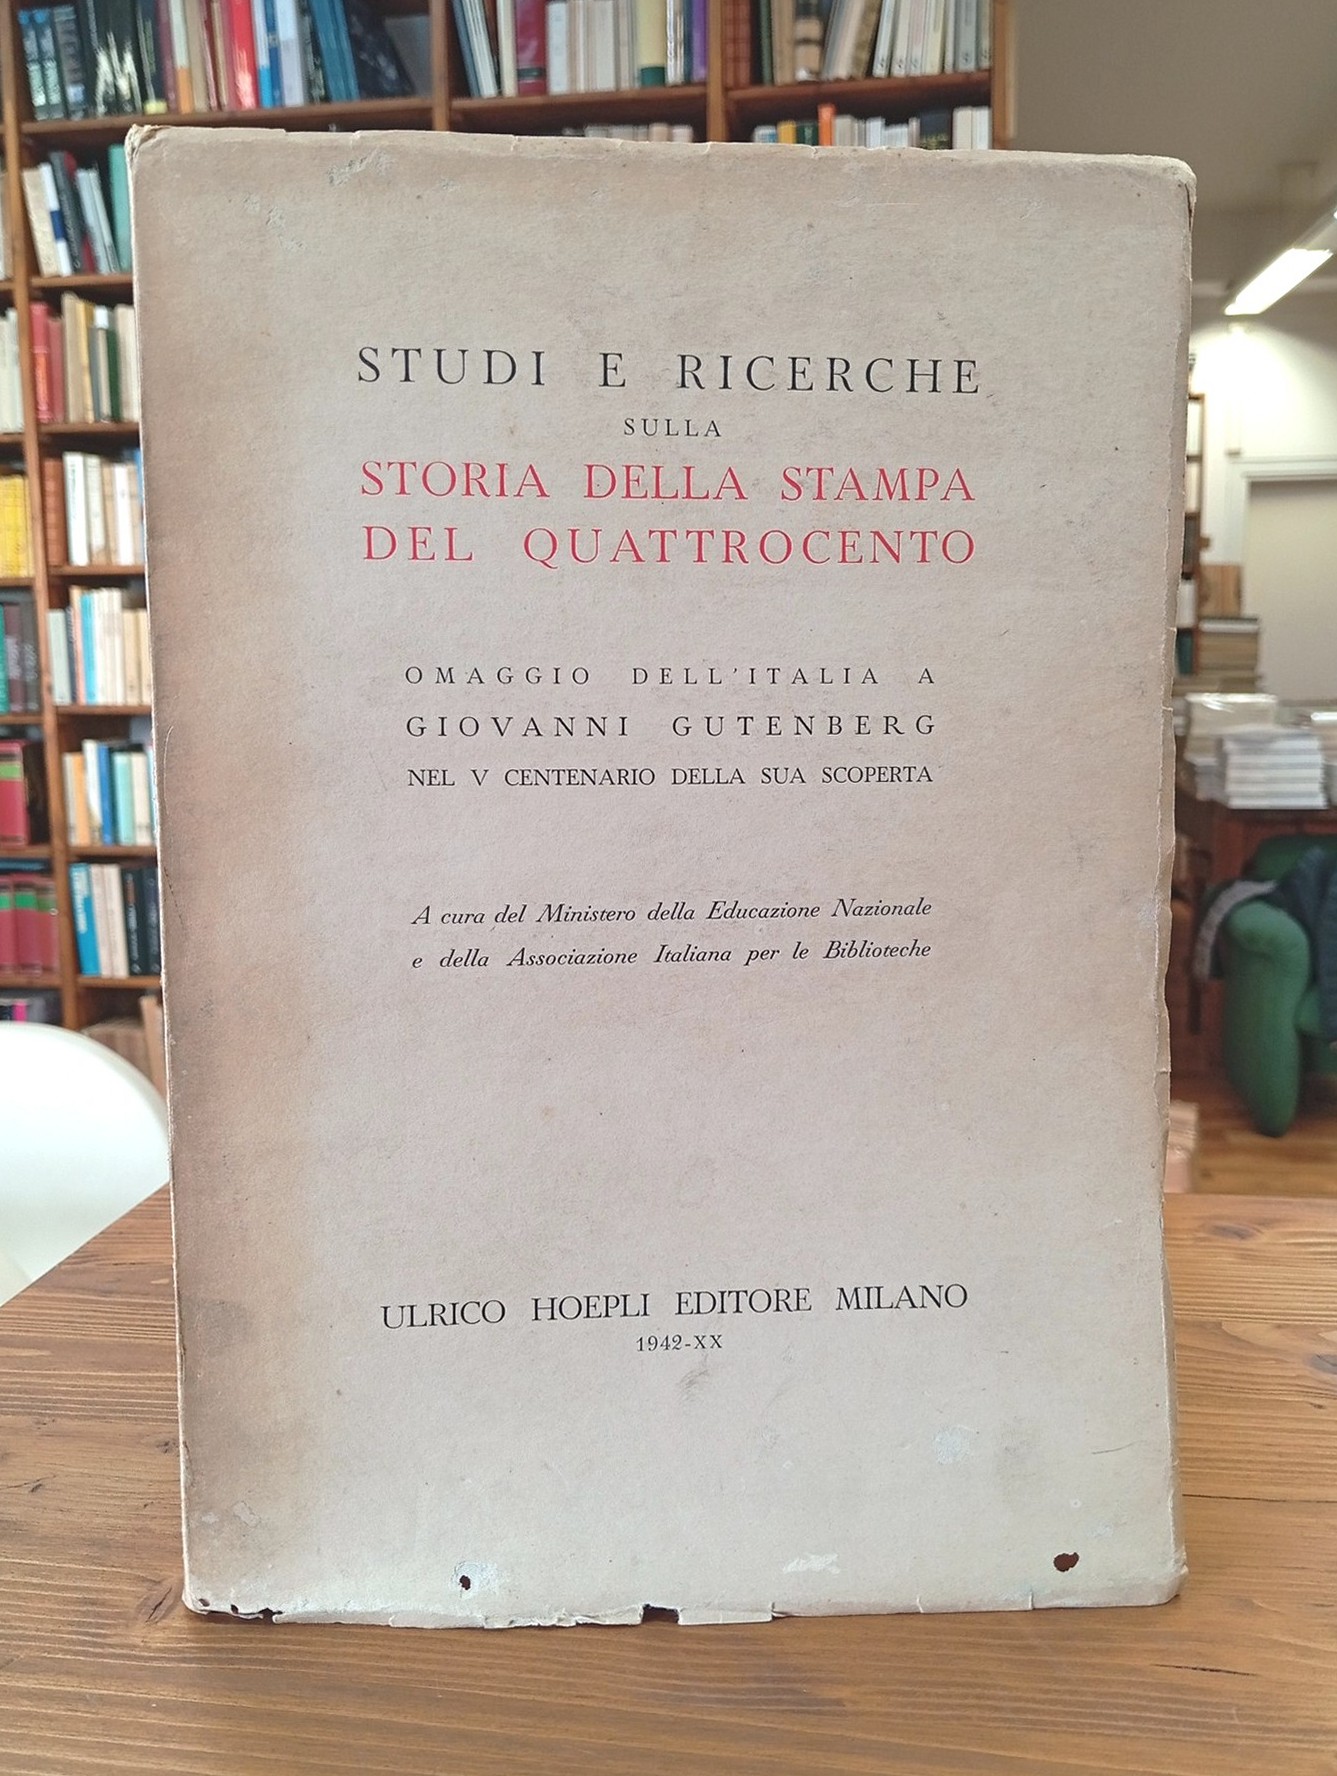 STUDI E RICERCHE
SULLA
STORIA DELLA STAMPA
DEL QUATTROCENTO
OMAGGIO DELL'ITALIA A
GIOVANNI GUTENBERG
NEL V CENTENARIO DELLA SUA SCOPERTA
A cura del Ministero della Educazione Nazionale
e della Associazione Italiana per le Biblioteche
ULRICO HOEPLI EDITORE MILANO
1942-XX